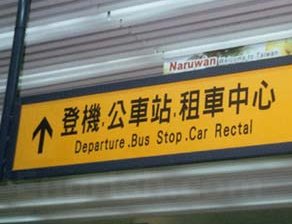 Naruwan Welcome to Taiwan
登機.公車站.租車中心
Departure.Bus Stop.Car Rectal